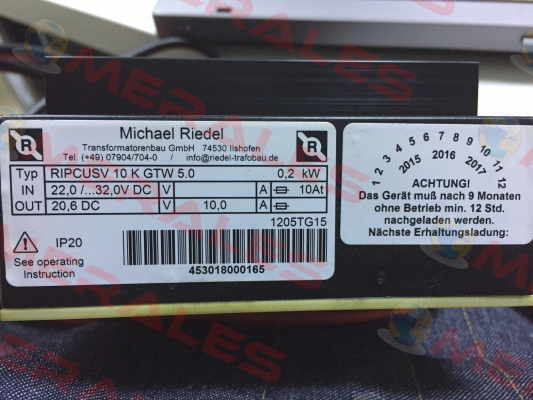 Michael Riedel
Transformatorenbau GmbH 74530 Ilshofen
Tel. (+49) 07904/704-0 / info@riedel-trafobau.de
R
R
Typ RIPCUSV 10 K GTW 5.0 0,2 kW
IN 22,0 /...32,0V DC V A 10At
OUT 20,6 DC V 10,0 A
1205TG15
IP20
See operating
Instruction
453018000165
1 2 3 4 5 6 7 8 9 10 11 12
2015 2016 2017
ACHTUNG!
Das Gerät muß nach 9 Monaten
ohne Betrieb min. 12 Std.
nachgeladen werden.
Nächste Erhaltungsladung:
MERALES